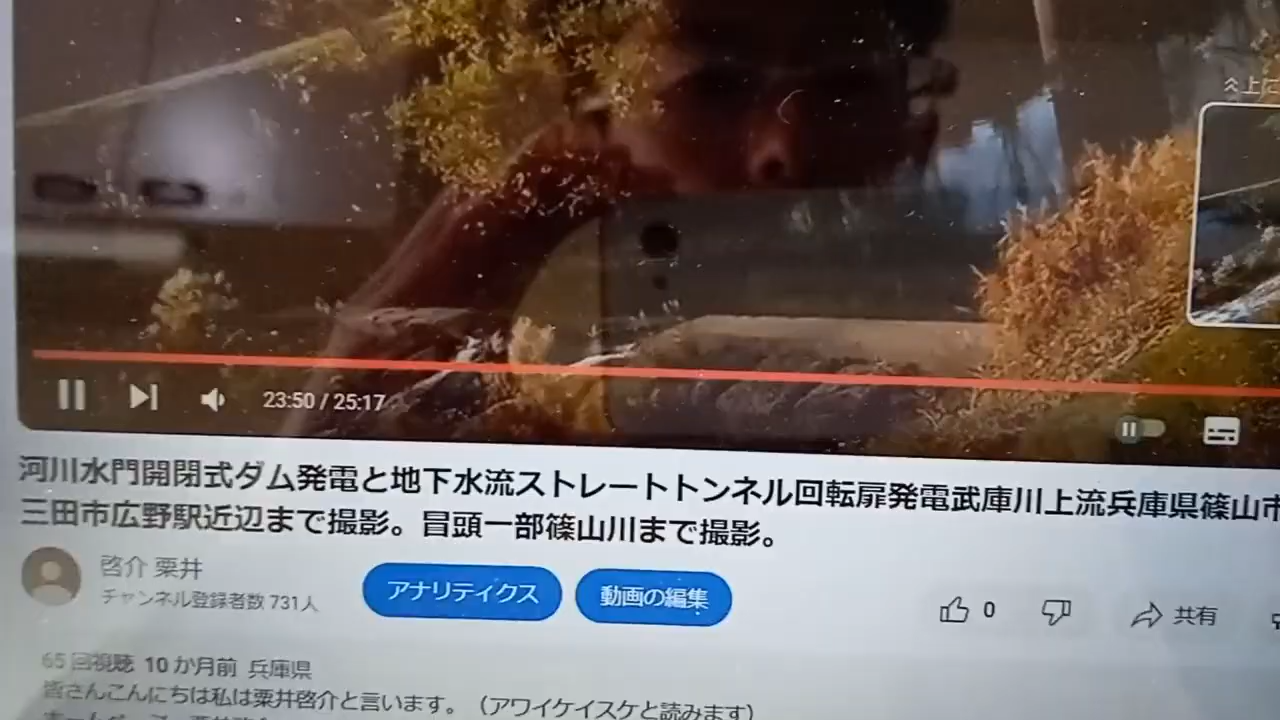 23:50 / 25:17
河川水門開閉式ダム発電と地下水流ストレートトンネル回転扉発電武庫川上流兵庫県篠山市
三田市広野駅近辺まで撮影。冒頭一部篠山川まで撮影。
啓介 粟井
チャンネル登録者数 731人
アナリティクス
動画の編集
0
共有
65 回視聴 10 か月前 兵庫県
皆さんこんにちは私は粟井啓介と言います。（アワイケイスケと読みます）